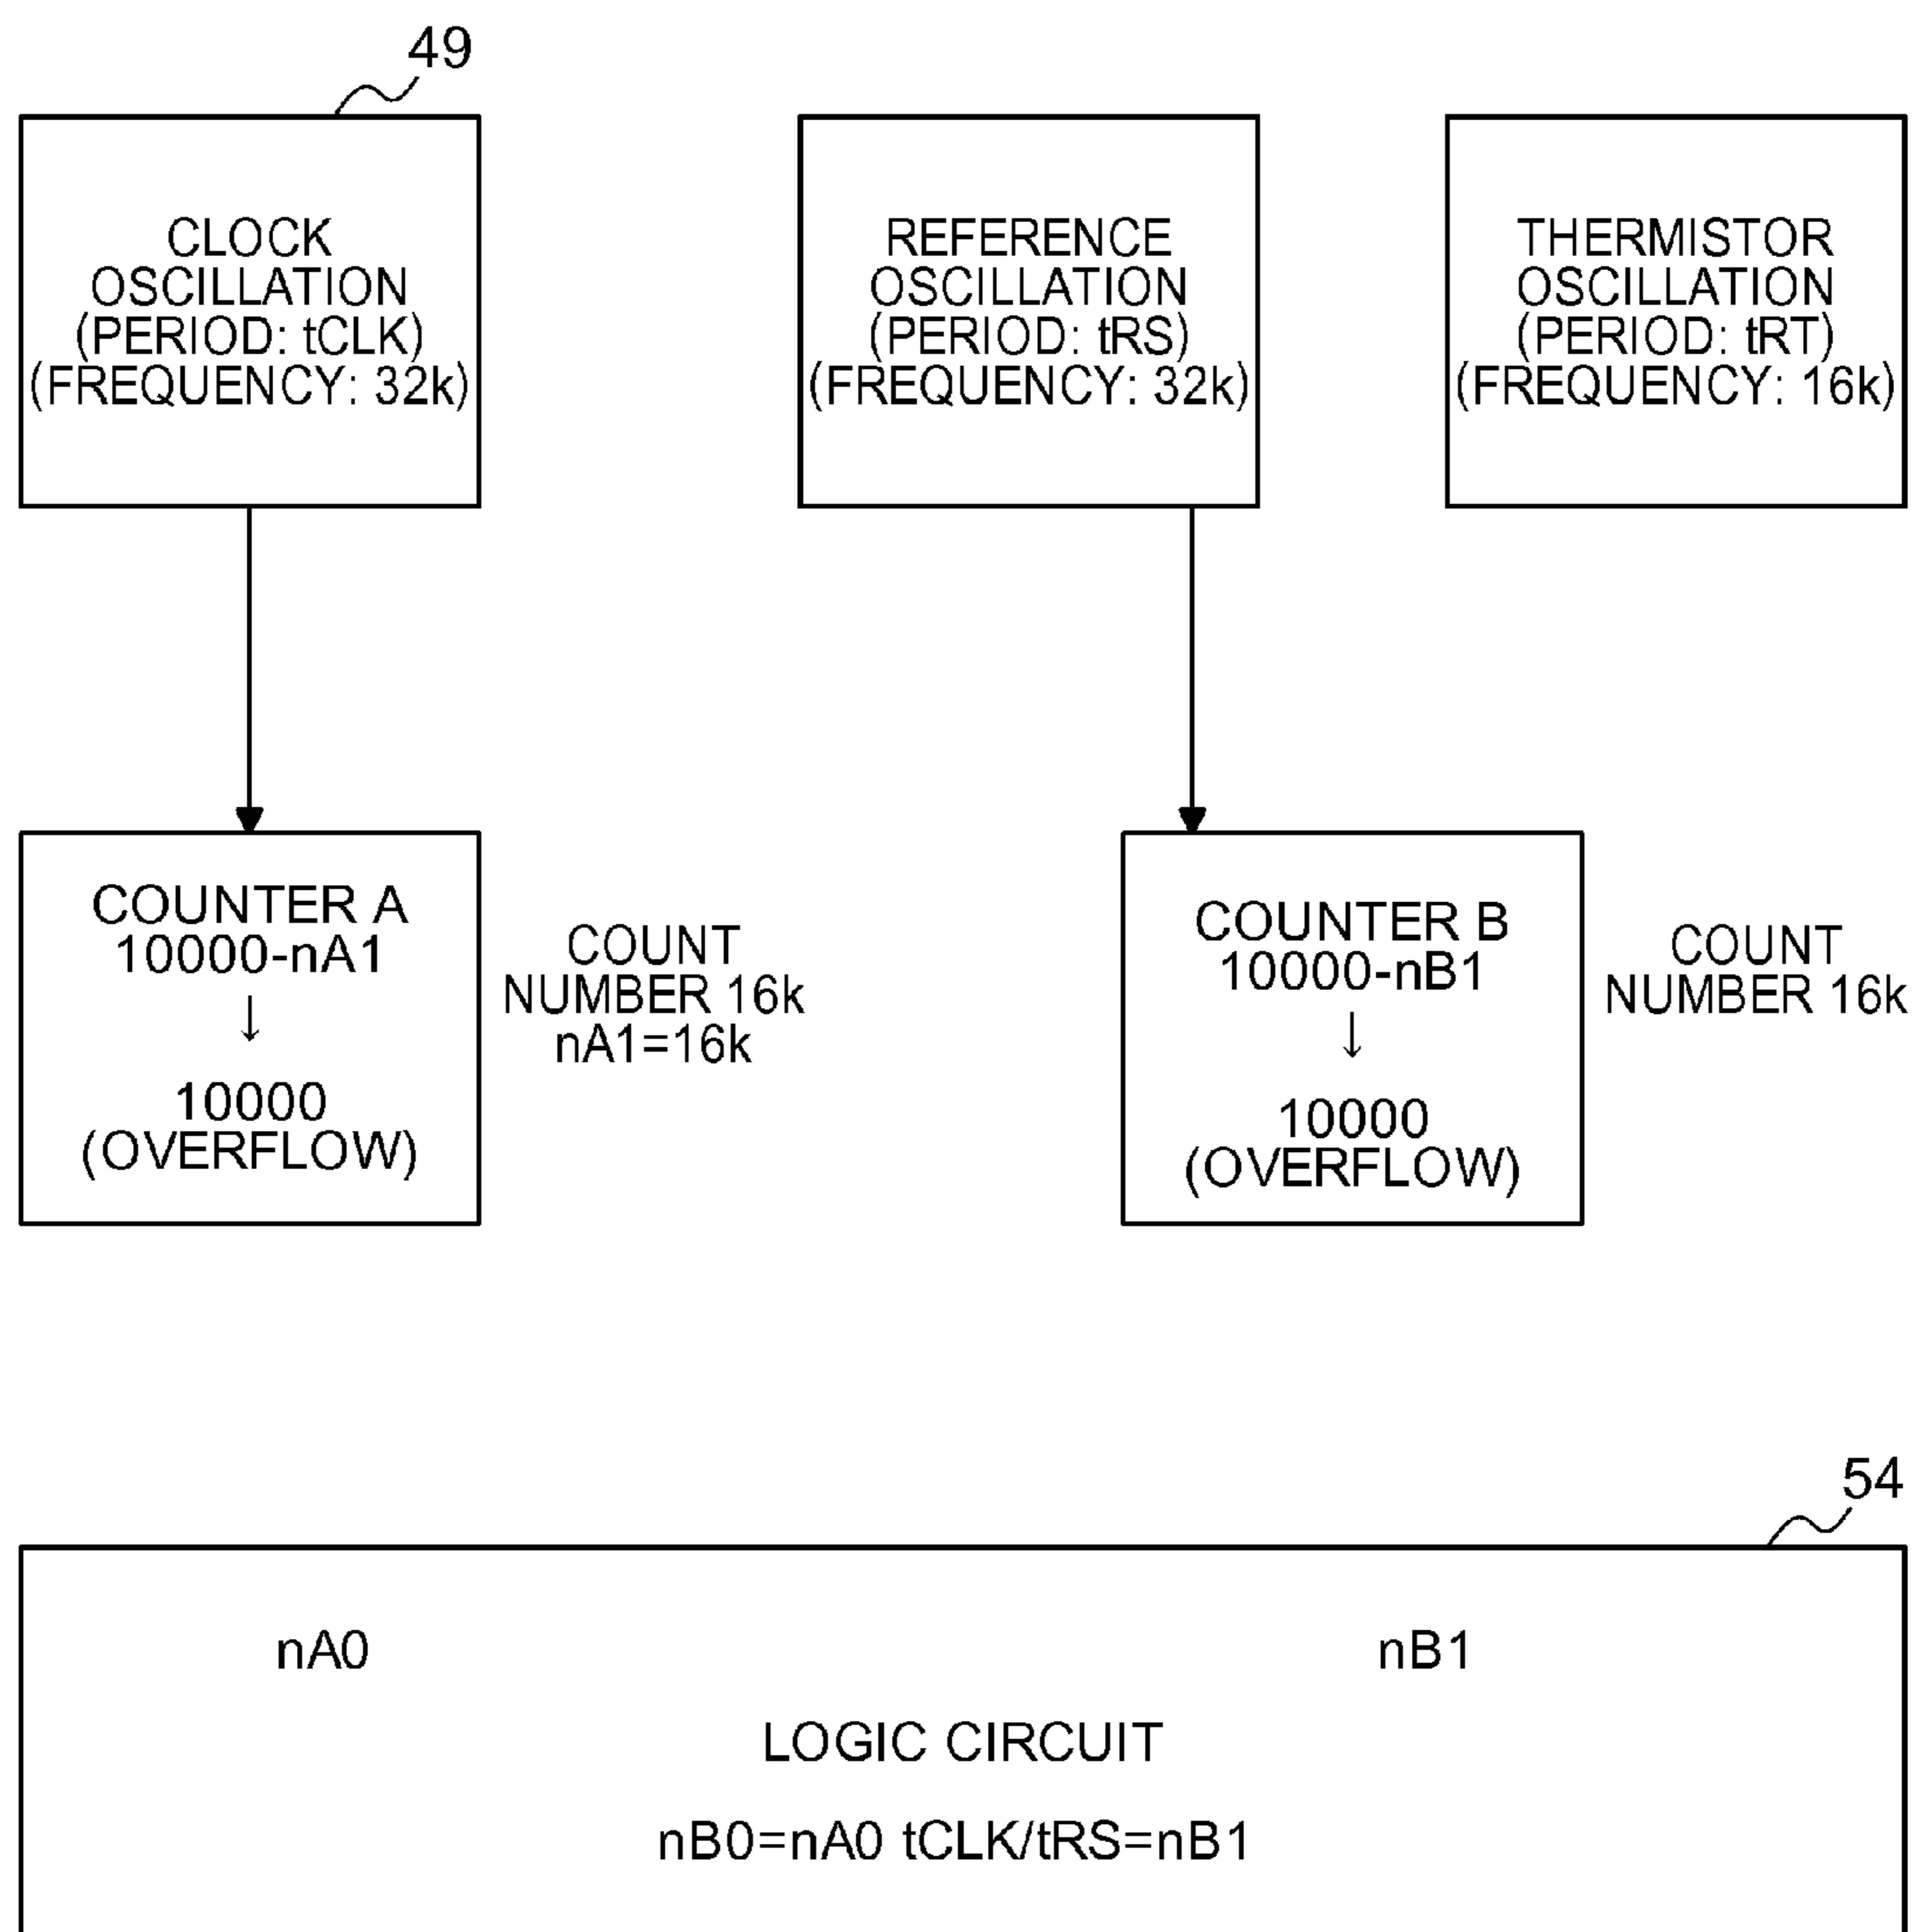 49
CLOCK
OSCILLATION
(PERIOD: tCLK)
(FREQUENCY: 32k)
REFERENCE
OSCILLATION
(PERIOD: tRS)
(FREQUENCY: 32k)
THERMISTOR
OSCILLATION
(PERIOD: tRT)
(FREQUENCY: 16k)
COUNTER A
10000-nA1
↓
10000
(OVERFLOW)
COUNT
NUMBER 16k
nA1=16k
COUNTER B
10000-nB1
↓
10000
(OVERFLOW)
COUNT
NUMBER 16k
54
nA0
nB1
LOGIC CIRCUIT
nB0=nA0 tCLK/tRS=nB1